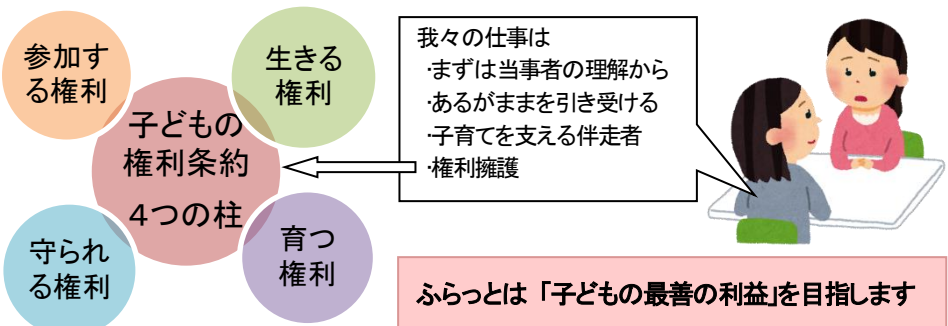 参加す
る権利
生きる
権利
子どもの
権利条約
4つの柱
守られ
る権利
育つ
権利
我々の仕事は
・まずは当事者の理解から
・あるがままを引き受ける
・子育てを支える伴走者
・権利擁護
ふらっとは「子どもの最善の利益」を目指します